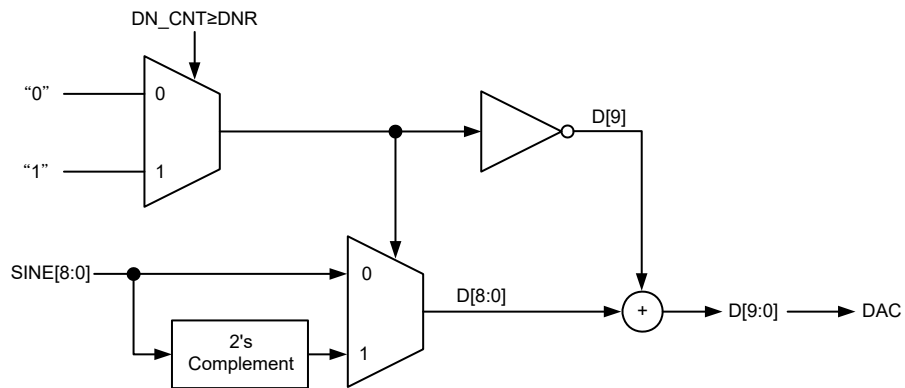 DN_CNT≥DNR
“0”
0
D[9]
“1”
1
SINE[8:0]
0
D[8:0]
+
D[9:0]
DAC
2's
Complement
1